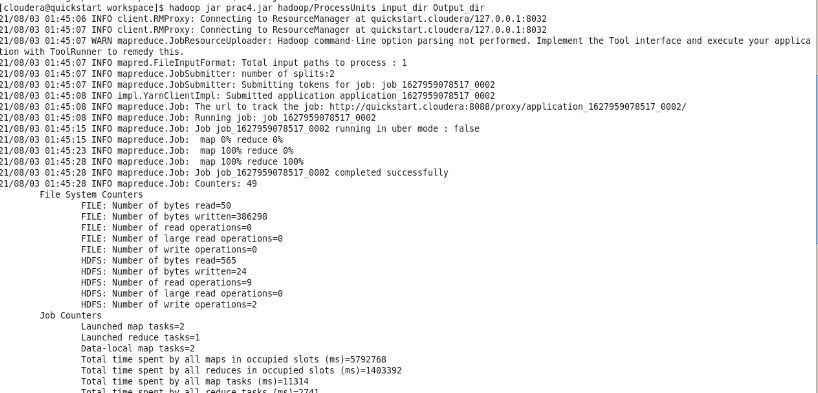 [cloudera@quickstart workspace]$ hadoop jar prac4.jar hadoop/ProcessUnits input_dir Output_dir
21/08/03 01:45:06 INFO client.RMProxy: Connecting to ResourceManager at quickstart.cloudera/127.0.0.1:8032
21/08/03 01:45:07 INFO client.RMProxy: Connecting to ResourceManager at quickstart.cloudera/127.0.0.1:8032
21/08/03 01:45:07 WARN mapreduce.JobResourceUploader: Hadoop command-line option parsing not performed. Implement the Tool interface and execute your applica
tion with ToolRunner to remedy this.
21/08/03 01:45:07 INFO mapred.FileInputFormat: Total input paths to process : 1
21/08/03 01:45:07 INFO mapreduce.JobSubmitter: number of splits:2
21/08/03 01:45:07 INFO mapreduce.JobSubmitter: Submitting tokens for job: job_1627959078517_0002
21/08/03 01:45:08 INFO impl.YarnClientImpl: Submitted application application_1627959078517_0002
21/08/03 01:45:08 INFO mapreduce.Job: The url to track the job: http://quickstart.cloudera:8088/proxy/application_1627959078517_0002/
21/08/03 01:45:08 INFO mapreduce.Job: Running job: job_1627959078517_0002
21/08/03 01:45:15 INFO mapreduce.Job: Job job_1627959078517_0002 running in uber mode : false
21/08/03 01:45:15 INFO mapreduce.Job:  map 0% reduce 0%
21/08/03 01:45:23 INFO mapreduce.Job:  map 100% reduce 0%
21/08/03 01:45:28 INFO mapreduce.Job:  map 100% reduce 100%
21/08/03 01:45:28 INFO mapreduce.Job: Job job_1627959078517_0002 completed successfully
21/08/03 01:45:28 INFO mapreduce.Job: Counters: 49
File System Counters
FILE: Number of bytes read=50
FILE: Number of bytes written=386298
FILE: Number of read operations=0
FILE: Number of large read operations=0
FILE: Number of write operations=0
HDFS: Number of bytes read=565
HDFS: Number of bytes written=24
HDFS: Number of read operations=9
HDFS: Number of large read operations=0
HDFS: Number of write operations=2
Job Counters
Launched map tasks=2
Launched reduce tasks=1
Data-local map tasks=2
Total time spent by all maps in occupied slots (ms)=5792768
Total time spent by all reduces in occupied slots (ms)=1403392
Total time spent by all map tasks (ms)=11314
Total time spent by all reduce tasks (ms)=2741